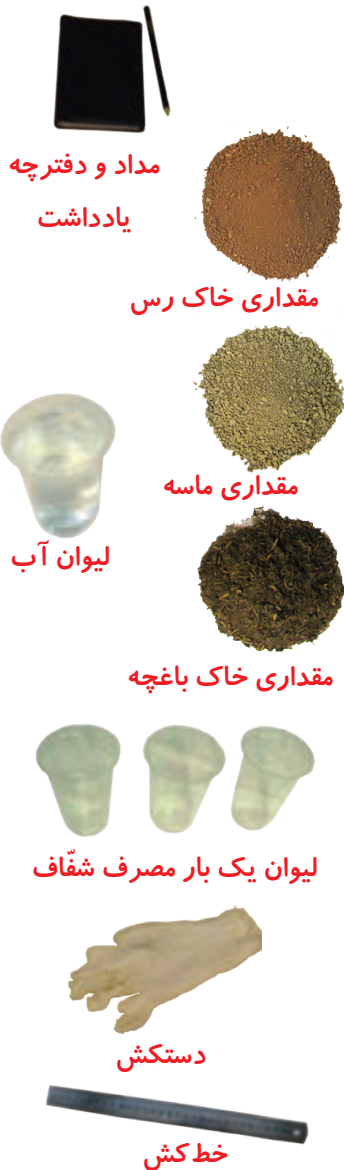 مداد و دفترچه
یادداشت
مقداری خاک رس
مقداری ماسه
لیوان آب
مقداری خاک باغچه
لیوان یک بار مصرف شفّاف
دستکش
خط‌کش